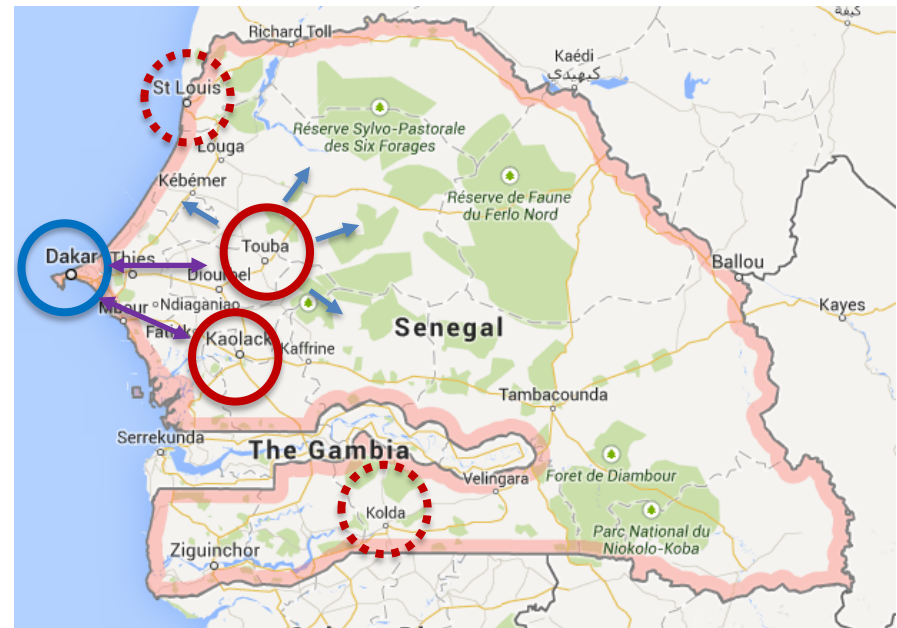 كيفة
Richard Toll
Kaédi
كيهيدي
St Louis
Réserve Sylvo-Pastorale
des Six Forages
Louga
Kébémer
Réserve de Faune
du Ferlo Nord
Touba
Dakar
Thies
Ballou
Diourbel
Mbour
Ndiaganiao
Kayes
Senegal
Kaolack
Kaffrine
Tambacounda
Serrekunda
The Gambia
Velingara
Foret de Diambour
Kolda
Parc National du
Niokolo-Koba
Ziguinchor